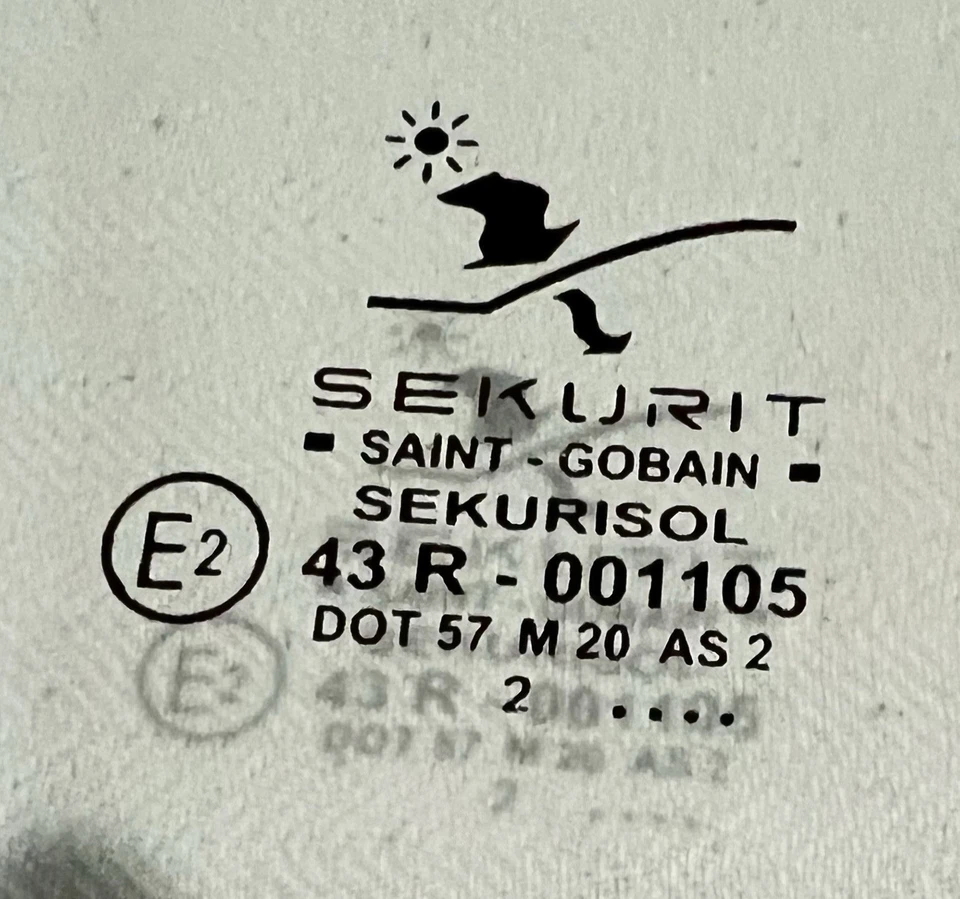 SEKURIT
- SAINT - GOBAIN -
SEKURISOL
E2
43 R - 001105
DOT 57 M 20 AS 2
2 ....